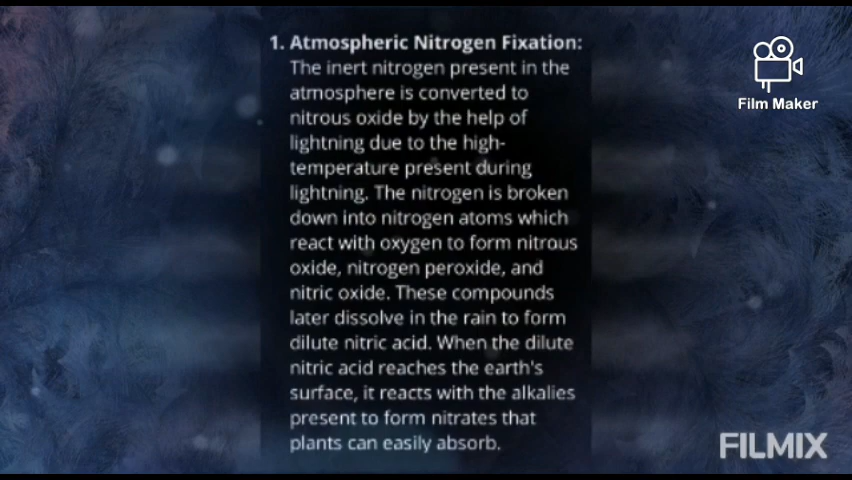 1. Atmospheric Nitrogen Fixation:
The inert nitrogen present in the
atmosphere is converted to
nitrous oxide by the help of
lightning due to the high-
temperature present during
lightning. The nitrogen is broken
down into nitrogen atoms which
react with oxygen to form nitrous
oxide, nitrogen peroxide, and
nitric oxide. These compounds
later dissolve in the rain to form
dilute nitric acid. When the dilute
nitric acid reaches the earth's
surface, it reacts with the alkalies
present to form nitrates that
plants can easily absorb.
Film Maker
FILMIX